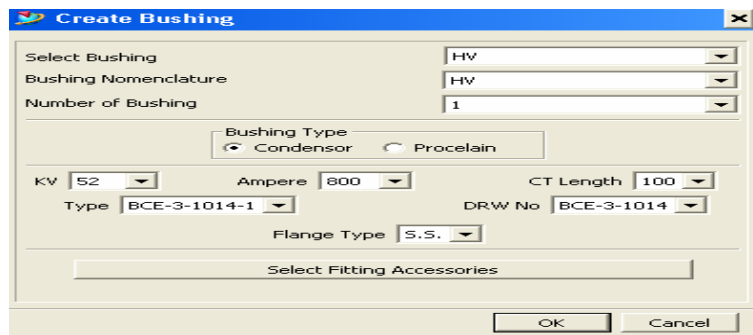 Create Bushing
Select Bushing HV
Bushing Nomenclature HV
Number of Bushing 1
Bushing Type
Condensor Procelain
KV 52 Ampere 800 CT Length 100
Type BCE-3-1014-1 DRW No BCE-3-1014
Flange Type S.S.
Select Fitting Accessories
OK Cancel